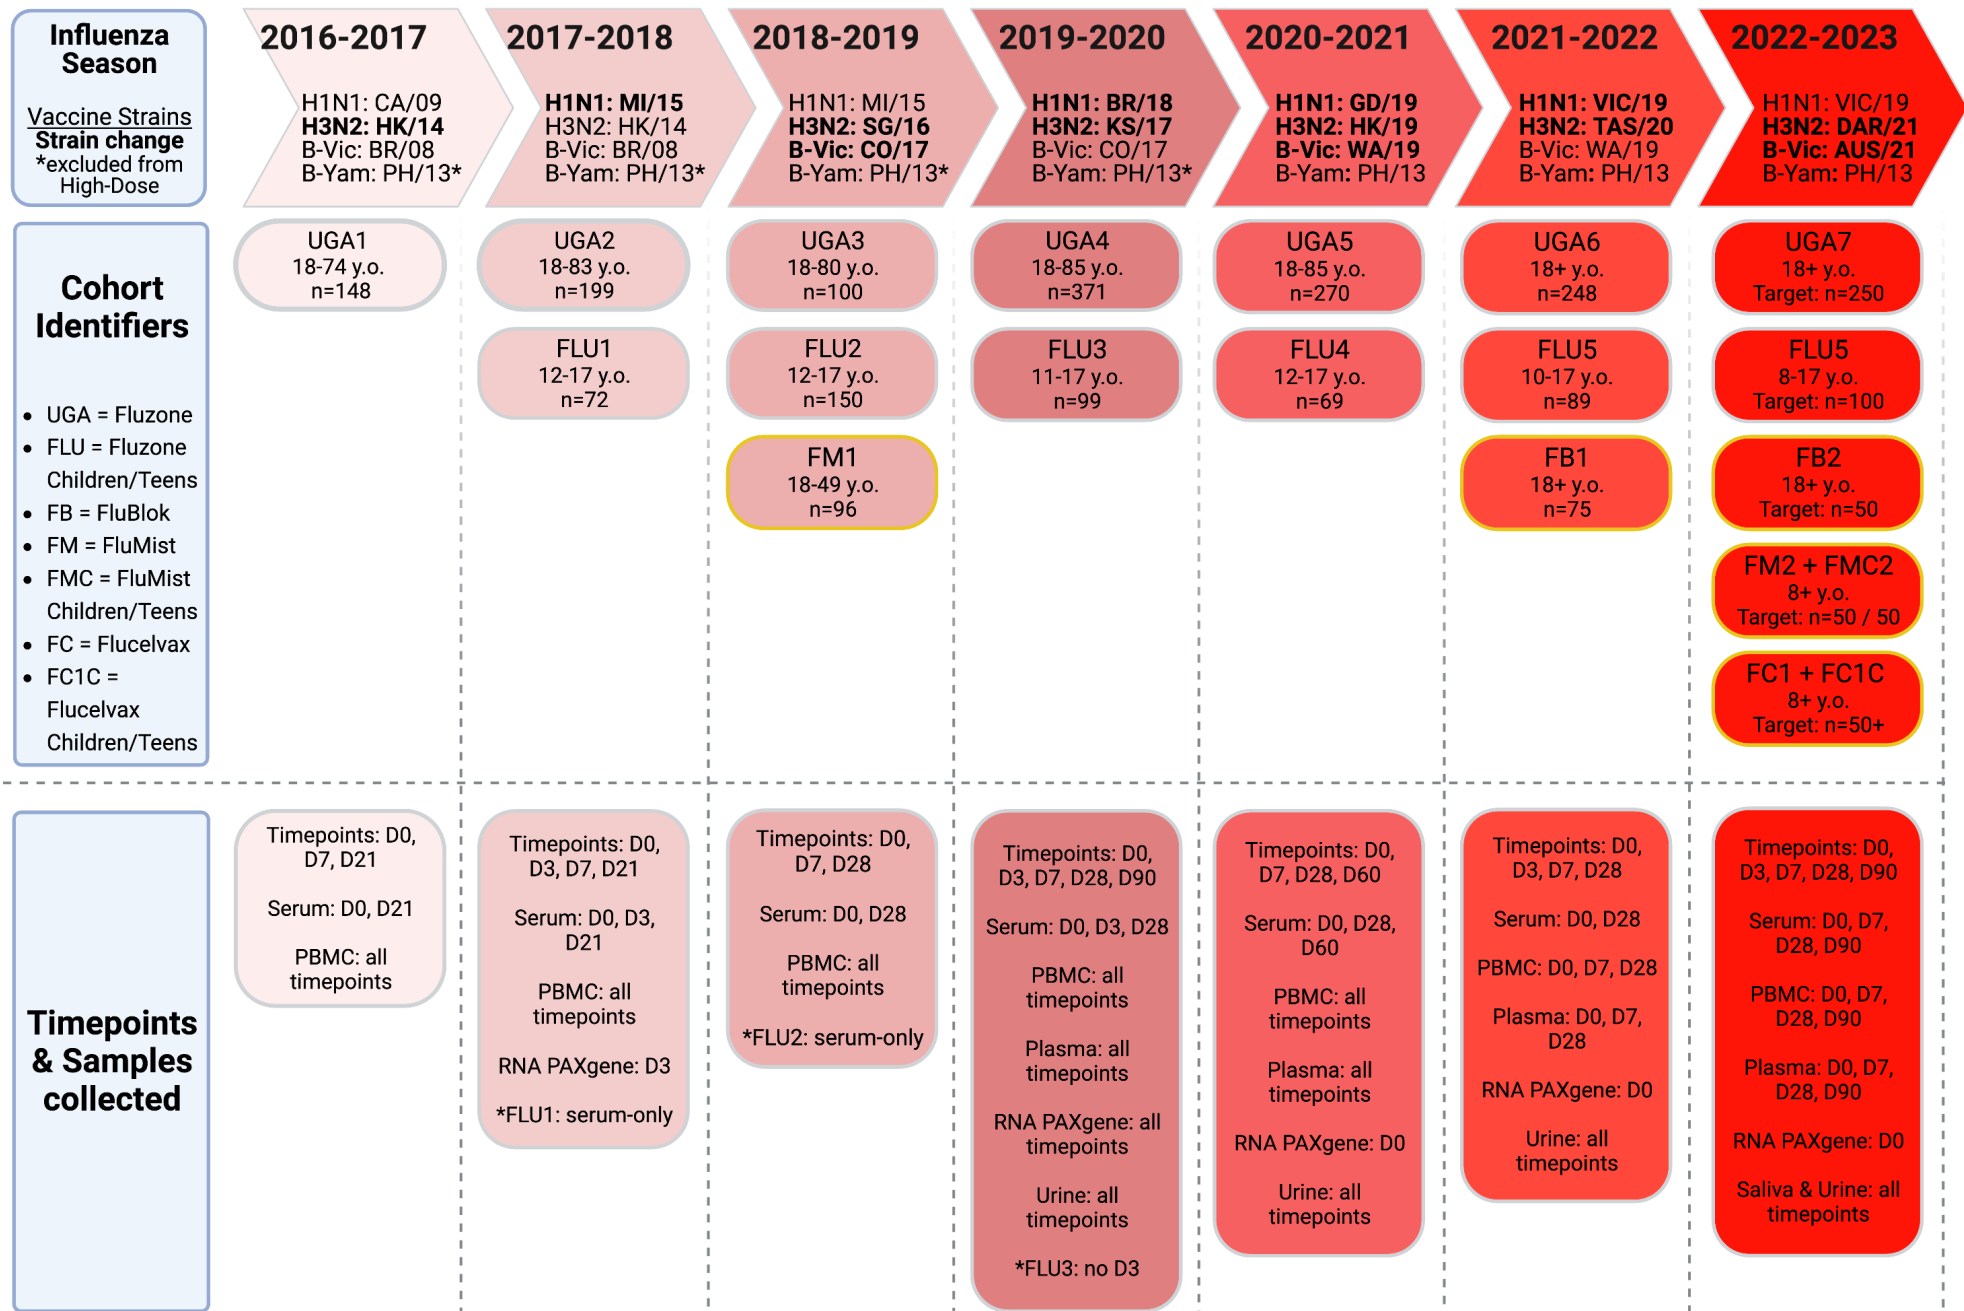 Influenza
Season
Vaccine Strains
Strain change
*excluded from
High-Dose
2016-2017
H1N1: CA/09
H3N2: HK/14
B-Vic: BR/08
B-Yam: PH/13*
2017-2018
H1N1: MI/15
H3N2: HK/14
B-Vic: BR/08
B-Yam: PH/13*
2018-2019
H1N1: MI/15
H3N2: SG/16
B-Vic: CO/17
B-Yam: PH/13*
2019-2020
H1N1: BR/18
H3N2: KS/17
B-Vic: CO/17
B-Yam: PH/13*
2020-2021
H1N1: GD/19
H3N2: HK/19
B-Vic: WA/19
B-Yam: PH/13
2021-2022
H1N1: VIC/19
H3N2: TAS/20
B-Vic: WA/19
B-Yam: PH/13
2022-2023
H1N1: VIC/19
H3N2: DAR/21
B-Vic: AUS/21
B-Yam: PH/13
Cohort
Identifiers
• UGA = Fluzone
• FLU = Fluzone
Children/Teens
• FB = FluBlok
• FM = FluMist
• FMC = FluMist
Children/Teens
• FC = Flucelvax
• FC1C =
Flucelvax
Children/Teens
UGA1
18-74 y.o.
n=148
UGA2
18-83 y.o.
n=199
FLU1
12-17 y.o.
n=72
UGA3
18-80 y.o.
n=100
FLU2
12-17 y.o.
n=150
FM1
18-49 y.o.
n=96
UGA4
18-85 y.o.
n=371
FLU3
11-17 y.o.
n=99
UGA5
18-85 y.o.
n=270
FLU4
12-17 y.o.
n=69
UGA6
18+ y.o.
n=248
FLU5
10-17 y.o.
n=89
FB1
18+ y.o.
n=75
UGA7
18+ y.o.
Target: n=250
FLU5
8-17 y.o.
Target: n=100
FB2
18+ y.o.
Target: n=50
FM2 + FMC2
8+ y.o.
Target: n=50 / 50
FC1 + FC1C
8+ y.o.
Target: n=50+
Timepoints
& Samples
collected
Timepoints: D0,
D7, D21
Serum: D0, D21
PBMC: all
timepoints
Timepoints: D0,
D3, D7, D21
Serum: D0, D3,
D21
PBMC: all
timepoints
RNA PAXgene: D3
*FLU1: serum-only
Timepoints: D0,
D7, D28
Serum: D0, D28
PBMC: all
timepoints
*FLU2: serum-only
Timepoints: D0,
D3, D7, D28, D90
Serum: D0, D3, D28
PBMC: all
timepoints
Plasma: all
timepoints
RNA PAXgene: all
timepoints
Urine: all
timepoints
*FLU3: no D3
Timepoints: D0,
D7, D28, D60
Serum: D0, D28,
D60
PBMC: all
timepoints
Plasma: all
timepoints
RNA PAXgene: D0
Urine: all
timepoints
Timepoints: D0,
D3, D7, D28
Serum: D0, D28
PBMC: D0, D7, D28
Plasma: D0, D7,
D28
RNA PAXgene: D0
Urine: all
timepoints
Timepoints: D0,
D3, D7, D28, D90
Serum: D0, D7,
D28, D90
PBMC: D0, D7,
D28, D90
Plasma: D0, D7,
D28, D90
RNA PAXgene: D0
Saliva & Urine: all
timepoints